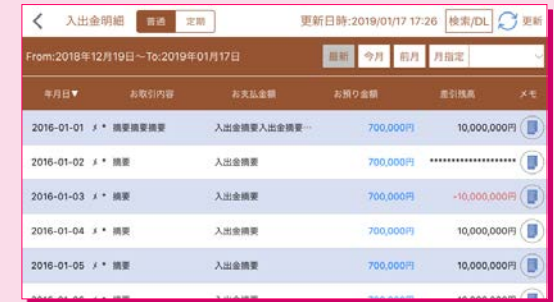 入出金明細 普通 定期 更新日時:2019/01/17 17:26 検索/DL 更新
From:2018年12月19日～To:2019年01月17日 最新 今月 前月 月指定
年月日▼ お取引内容 お支払金額 お預り金額 差引残高 メモ
2016-01-01 〆 * 摘要摘要摘要 入出金摘要入出金摘要… 700,000円 10,000,000円
2016-01-02 〆 * 摘要 入出金摘要 700,000円 ********************
2016-01-03 〆 * 摘要 入出金摘要 700,000円 -10,000,000円
2016-01-04 〆 * 摘要 入出金摘要 700,000円 10,000,000円
2016-01-05 〆 * 摘要 入出金摘要 700,000円 10,000,000円